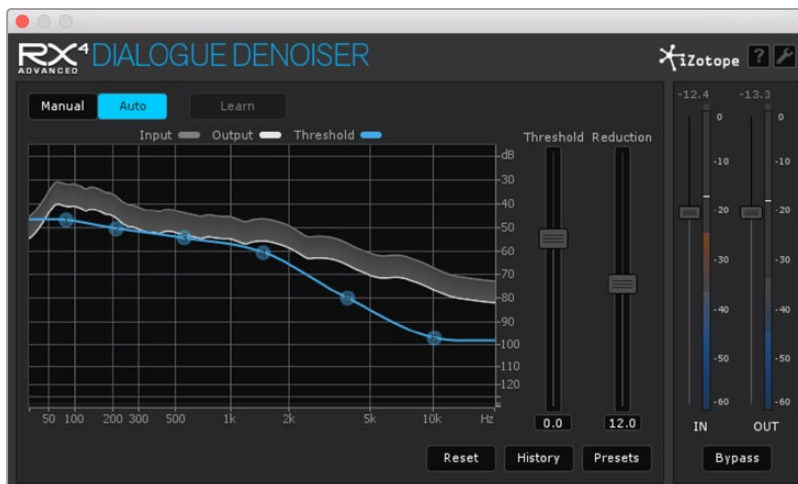 RX4 DIALOGUE DENOISER
ADVANCED
iZotope ?
Manual Auto Learn
Input Output Threshold
Threshold Reduction
dB
-30
-40
-50
-60
-70
-80
-90
-100
-110
-120
50 100 200 300 500 1k 2k 5k 10k Hz
1
2
3
0.0 12.0
Reset History Presets
-12.4 -13.3
0 0
-10 -10
-20 -20
-30 -30
-40 -40
-50 -50
-60 -60
IN OUT
Bypass